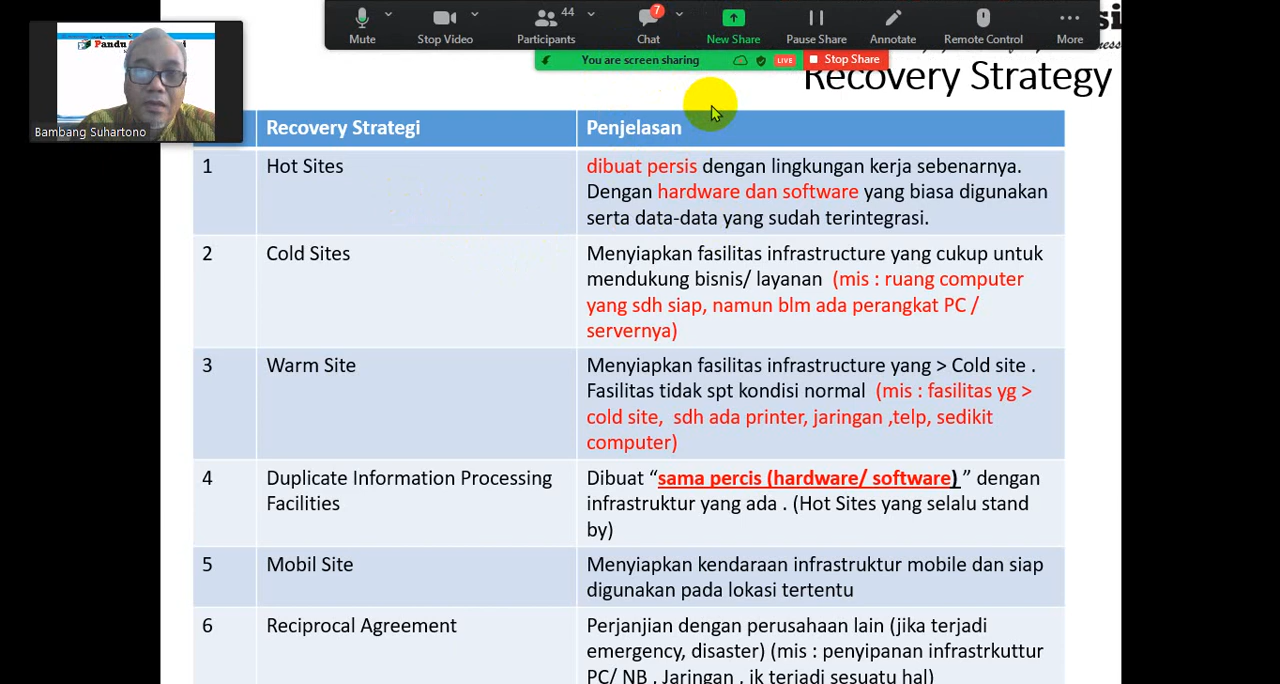 44
7
Mute
Stop Video
Participants
Chat
New Share
Pause Share
Annotate
Remote Control
More
You are screen sharing
LIVE
Stop Share
Bambang Suhartono
Recovery Strategy
Recovery Strategi
Penjelasan
1
Hot Sites
dibuat persis dengan lingkungan kerja sebenarnya.
Dengan hardware dan software yang biasa digunakan
serta data-data yang sudah terintegrasi.
2
Cold Sites
Menyiapkan fasilitas infrastructure yang cukup untuk
mendukung bisnis/ layanan (mis : ruang computer
yang sdh siap, namun blm ada perangkat PC /
servernya)
3
Warm Site
Menyiapkan fasilitas infrastructure yang > Cold site .
Fasilitas tidak spt kondisi normal (mis : fasilitas yg >
cold site, sdh ada printer, jaringan ,telp, sedikit
computer)
4
Duplicate Information Processing
Facilities
Dibuat “sama percis (hardware/ software) ” dengan
infrastruktur yang ada . (Hot Sites yang selalu stand
by)
5
Mobil Site
Menyiapkan kendaraan infrastruktur mobile dan siap
digunakan pada lokasi tertentu
6
Reciprocal Agreement
Perjanjian dengan perusahaan lain (jika terjadi
emergency, disaster) (mis : penyipanan infrastrkuttur
PC/ NB , Jaringan , jk terjadi sesuatu hal)